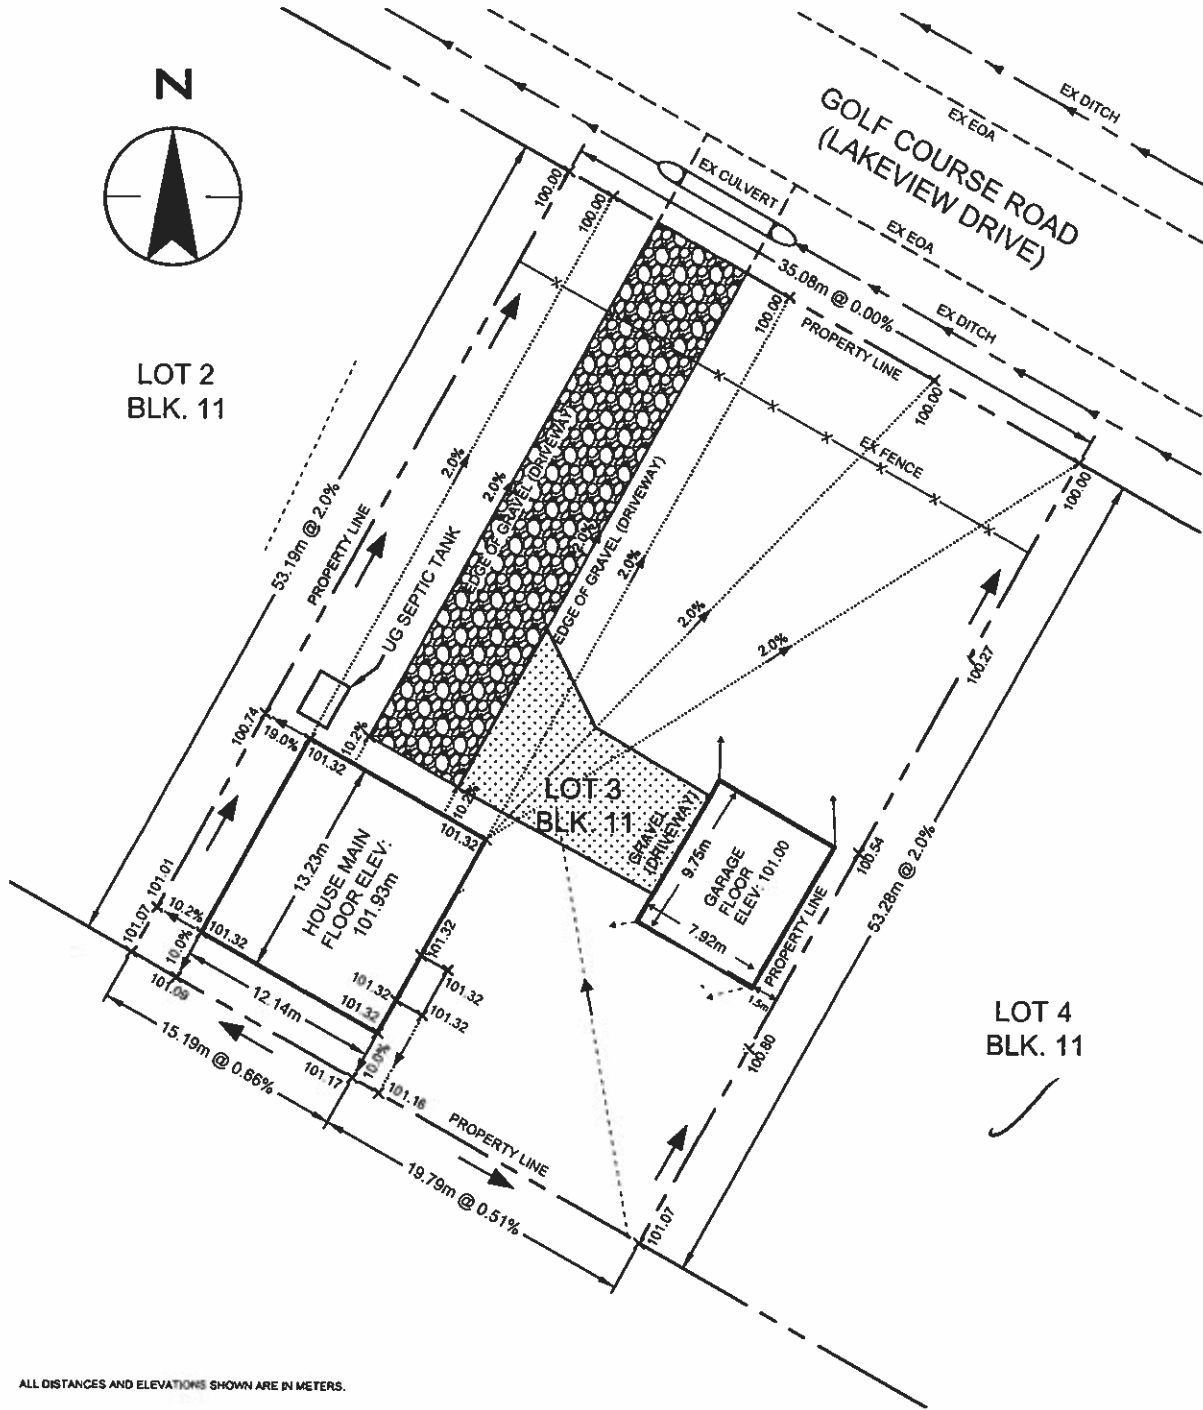 N
EX DITCH
EX EOA
GOLF COURSE ROAD
(LAKEVIEW DRIVE)
EX CULVERT
EX EOA
100.00
100.00
35.08m @ 0.00%
EX DITCH
100.00
PROPERTY LINE
LOT 2
BLK. 11
100.00
EX FENCE
100.00
2.0%
2.0%
EDGE OF GRAVEL (DRIVEWAY)
2.0%
EDGE OF GRAVEL (DRIVEWAY)
53.19m @ 2.0%
PROPERTY LINE
UG SEPTIC TANK
2.0%
2.0%
2.0%
100.27
100.74
19.0%
101.32
10.2%
10.2%
101.32
LOT 3
BLK. 11
GRAVEL
(DRIVEWAY)
9.75m
GARAGE
FLOOR
ELEV: 101.00
7.92m
100.54
53.28m @ 2.0%
PROPERTY LINE
1.5m
13.23m
HOUSE MAIN
FLOOR ELEV:
101.93m
101.01
101.07
10.2%
101.32
10.0%
101.09
12.14m
101.32
101.32
101.32
101.32
101.32
10.0%
15.19m @ 0.66%
101.17
101.16
PROPERTY LINE
19.79m @ 0.51%
100.80
101.07
LOT 4
BLK. 11
ALL DISTANCES AND ELEVATIONS SHOWN ARE IN METERS.